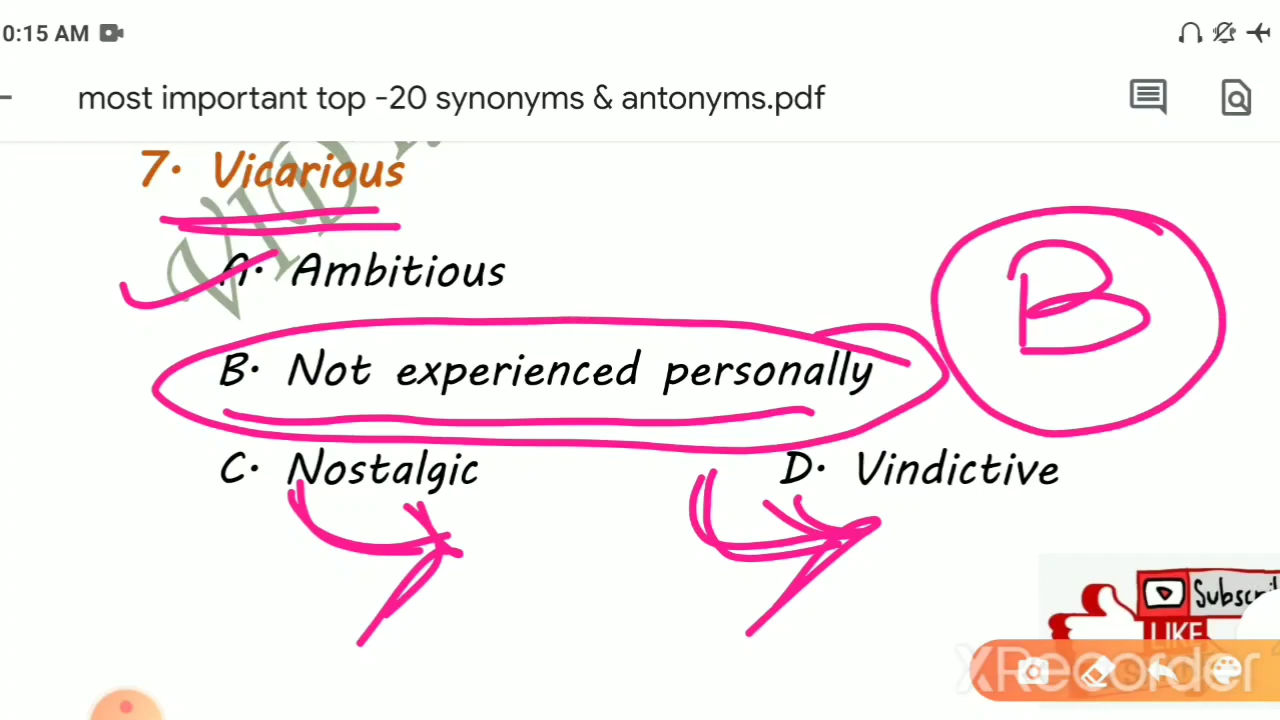 0:15 AM
most important top -20 synonyms & antonyms.pdf
7. Vicarious
A. Ambitious
B
B. Not experienced personally
C. Nostalgic D. Vindictive
LIKE
XRecorder